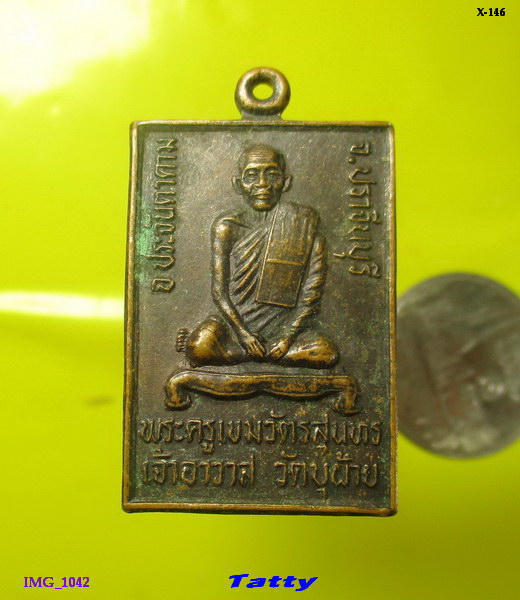 X-146
อ.ประจันตาคาม
จ.ปราจีนบุรี
พระครูเขมวัตรสุนทร
เจ้าอาวาส วัดบุฝ้าย
IMG_1042
Tatty